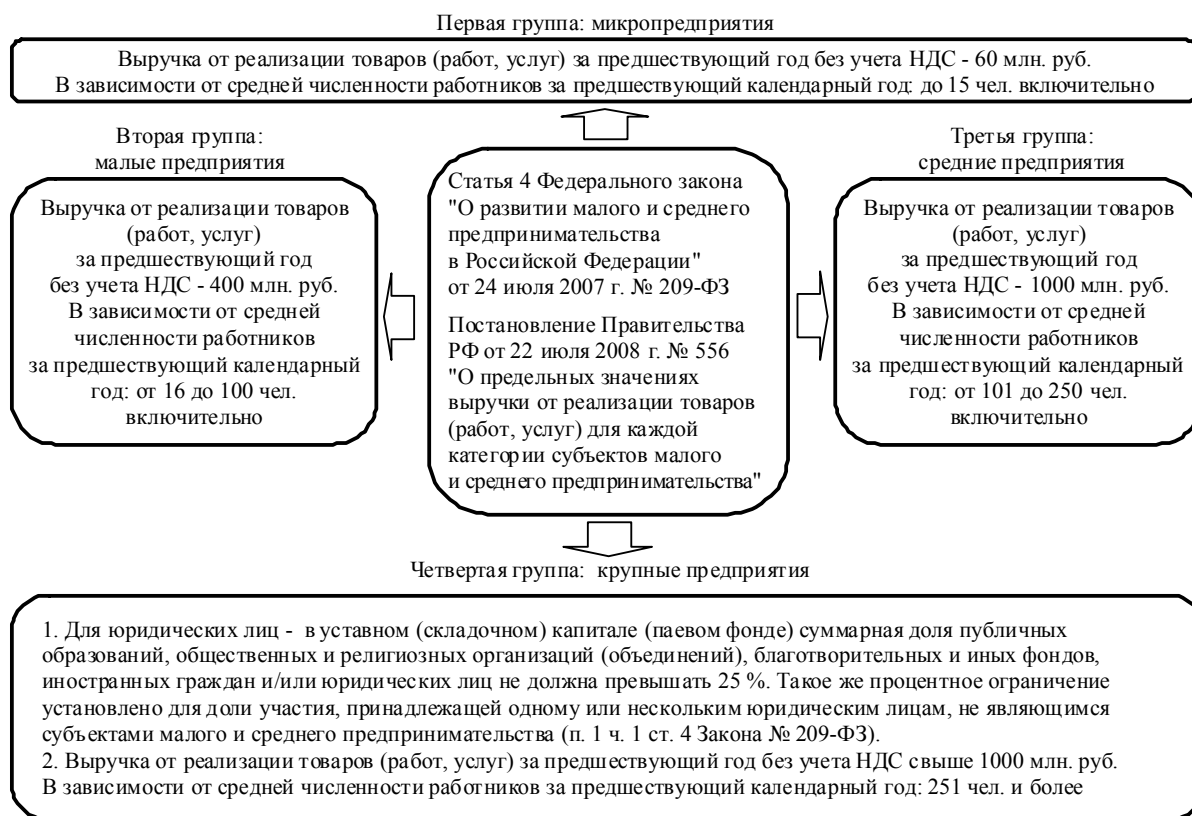 Первая группа: микропредприятия
Выручка от реализации товаров (работ, услуг) за предшествующий год без учета НДС - 60 млн. руб.
В зависимости от средней численности работников за предшествующий календарный год: до 15 чел. включительно
Вторая группа:
малые предприятия
Выручка от реализации товаров
(работ, услуг)
за предшествующий год
без учета НДС - 400 млн. руб.
В зависимости от средней
численности работников
за предшествующий календарный
год: от 16 до 100 чел.
включительно
Статья 4 Федерального закона
"О развитии малого и среднего
предпринимательства
в Российской Федерации"
от 24 июля 2007 г. № 209-ФЗ
Постановление Правительства
РФ от 22 июля 2008 г. № 556
"О предельных значениях
выручки от реализации товаров
(работ, услуг) для каждой
категории субъектов малого
и среднего предпринимательства"
Третья группа:
средние предприятия
Выручка от реализации товаров
(работ, услуг)
за предшествующий год
без учета НДС - 1000 млн. руб.
В зависимости от средней
численности работников
за предшествующий календарный
год: от 101 до 250 чел.
включительно
Четвертая группа: крупные предприятия
1. Для юридических лиц - в уставном (складочном) капитале (паевом фонде) суммарная доля публичных
образований, общественных и религиозных организаций (объединений), благотворительных и иных фондов,
иностранных граждан и/или юридических лиц не должна превышать 25 %. Такое же процентное ограничение
установлено для доли участия, принадлежащей одному или нескольким юридическим лицам, не являющимся
субъектами малого и среднего предпринимательства (п. 1 ч. 1 ст. 4 Закона № 209-ФЗ).
2. Выручка от реализации товаров (работ, услуг) за предшествующий год без учета НДС свыше 1000 млн. руб.
В зависимости от средней численности работников за предшествующий календарный год: 251 чел. и более